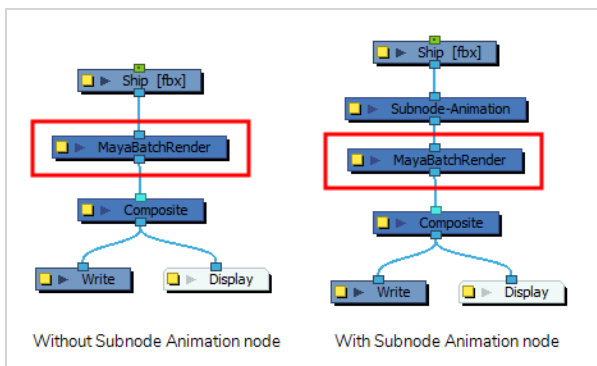 Ship [fbx]
MayaBatchRender
Composite
Write
Display
Without Subnode Animation node
Ship [fbx]
Subnode-Animation
MayaBatchRender
Composite
Write
Display
With Subnode Animation node